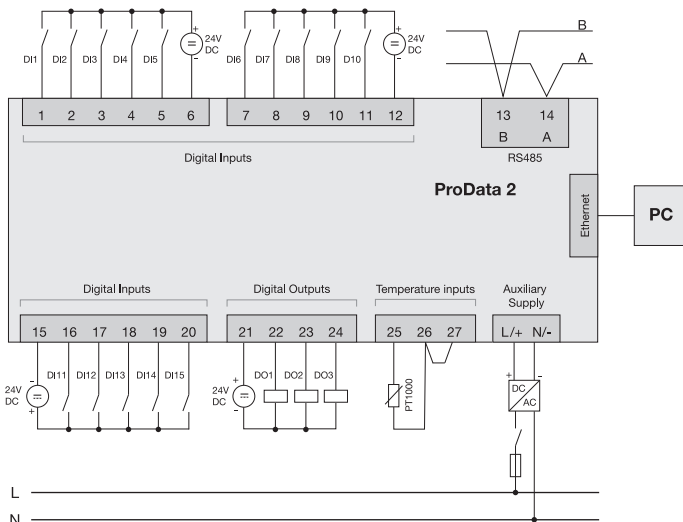 24V
DC
DI1 DI2 DI3 DI4 DI5
24V
DC
DI6 DI7 DI8 DI9 D10
B
A
1 2 3 4 5 6
7 8 9 10 11 12
13 14
B A
Digital Inputs
RS485
ProData 2
Ethernet
PC
Digital Inputs
Digital Outputs
Temperature inputs
Auxiliary
Supply
15 16 17 18 19 20
21 22 23 24
25 26 27
L/+ N/-
24V
DC
DI11 DI12 DI13 DI14 DI15
24V
DC
DO1 DO2 DO3
PT1000
DC
AC
L
N